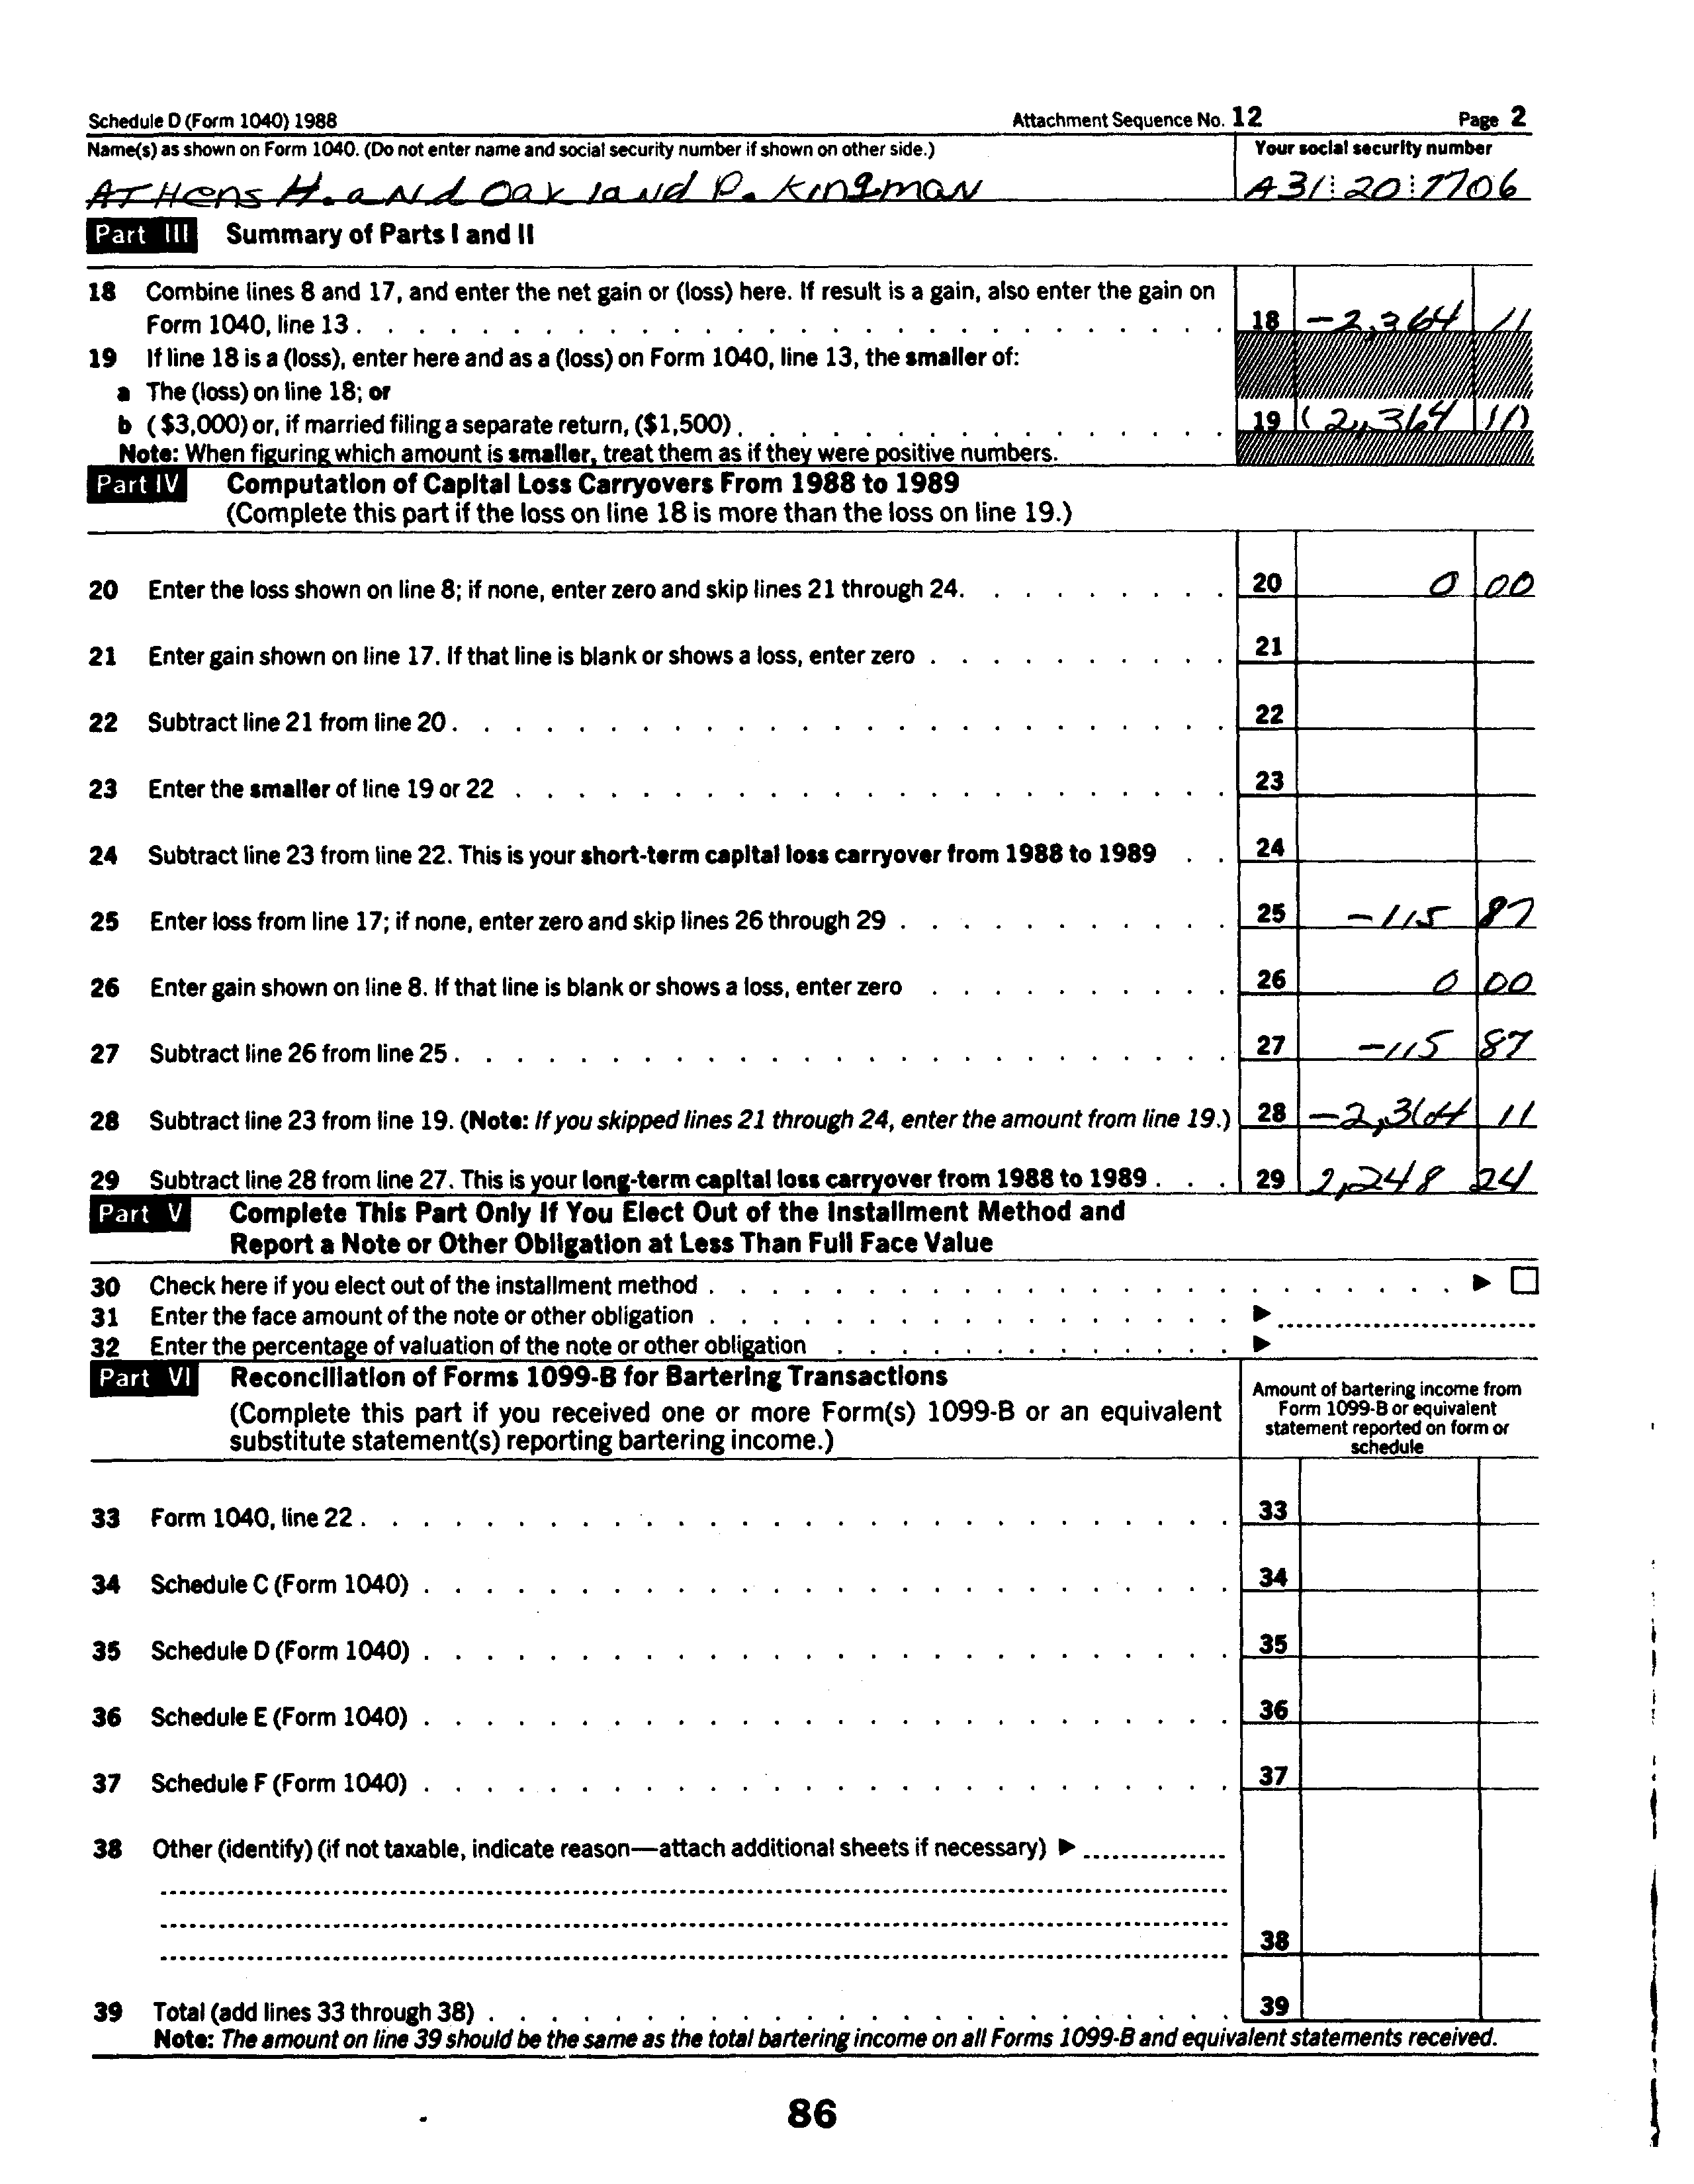 Schedule D (Form 1040) 1988 Attachment Sequence No. 12 Page 2
Name(s) as shown on Form 1040. (Do not enter name and social security number if shown on other side.) Your social security number
ATHens H. aNd Oakland P. Kingman A31 20 7706
Part III Summary of Parts I and II
18 Combine lines 8 and 17, and enter the net gain or (loss) here. If result is a gain, also enter the gain on
Form 1040, line 13 18 -2,364 11
19 If line 18 is a (loss), enter here and as a (loss) on Form 1040, line 13, the smaller of:
a The (loss) on line 18; or
b ($3,000) or, if married filing a separate return, ($1,500) 19 (2,364 11)
Note: When figuring which amount is smaller, treat them as if they were positive numbers.
Part IV Computation of Capital Loss Carryovers From 1988 to 1989
(Complete this part if the loss on line 18 is more than the loss on line 19.)
20 Enter the loss shown on line 8; if none, enter zero and skip lines 21 through 24. 20 0 00
21 Enter gain shown on line 17. If that line is blank or shows a loss, enter zero 21
22 Subtract line 21 from line 20 22
23 Enter the smaller of line 19 or 22 23
24 Subtract line 23 from line 22. This is your short-term capital loss carryover from 1988 to 1989 24
25 Enter loss from line 17; if none, enter zero and skip lines 26 through 29 25 -115 87
26 Enter gain shown on line 8. If that line is blank or shows a loss, enter zero 26 0 00
27 Subtract line 26 from line 25 27 -115 87
28 Subtract line 23 from line 19. (Note: If you skipped lines 21 through 24, enter the amount from line 19.) 28 -2,364 11
29 Subtract line 28 from line 27. This is your long-term capital loss carryover from 1988 to 1989 29 2,248 24
Part V Complete This Part Only If You Elect Out of the Installment Method and
Report a Note or Other Obligation at Less Than Full Face Value
30 Check here if you elect out of the installment method
31 Enter the face amount of the note or other obligation
32 Enter the percentage of valuation of the note or other obligation
Part VI Reconciliation of Forms 1099-B for Bartering Transactions
(Complete this part if you received one or more Form(s) 1099-B or an equivalent
substitute statement(s) reporting bartering income.)
Amount of bartering income from
Form 1099-B or equivalent
statement reported on form or
schedule
33 Form 1040, line 22 33
34 Schedule C (Form 1040) 34
35 Schedule D (Form 1040) 35
36 Schedule E (Form 1040) 36
37 Schedule F (Form 1040) 37
38 Other (identify) (if not taxable, indicate reason—attach additional sheets if necessary)
38
39 Total (add lines 33 through 38) 39
Note: The amount on line 39 should be the same as the total bartering income on all Forms 1099-B and equivalent statements received.
86